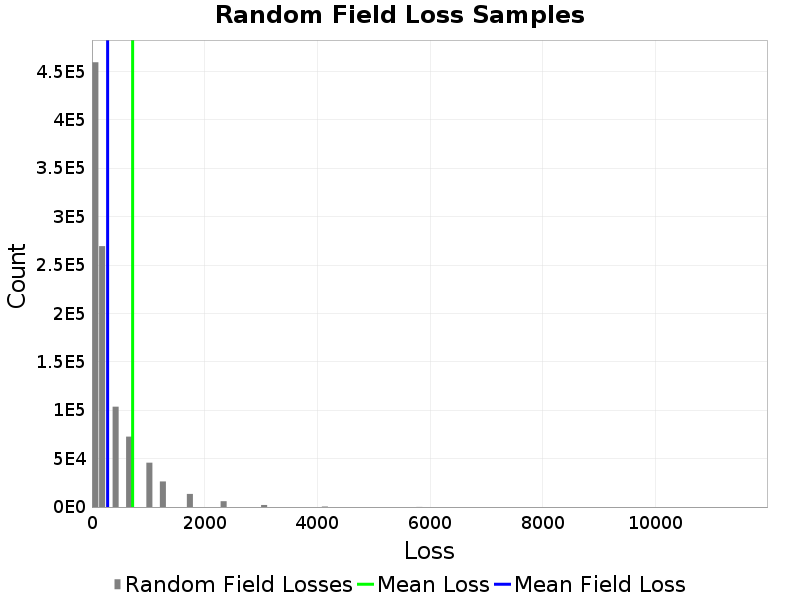 Random Field Loss Samples
4.5E5
4E5
3.5E5
3E5
2.5E5
2E5
1.5E5
1E5
5E4
0E0
Count
0 2000 4000 6000 8000 10000
Loss
Random Field Losses Mean Loss Mean Field Loss